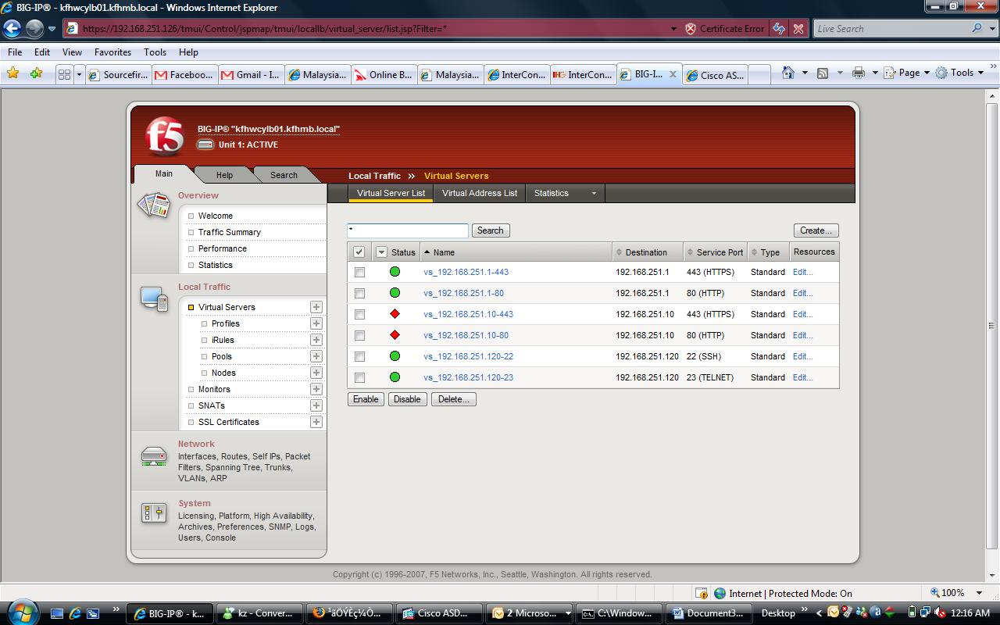 BIG-IP® - kfhwcylb01.kfhmb.local - Windows Internet Explorer
https://192.168.251.126/tmui/Control/jspmap/tmui/locallb/virtual_server/list.jsp?Filter=* Certificate Error Live Search
File Edit View Favorites Tools Help
Sourcefir... Faceboo... Gmail - I... Malaysia... Online B... Malaysia... InterCon... InterCon... BIG-I... Cisco AS... Page Tools
f5
BIG-IP® "kfhwcylb01.kfhmb.local"
Unit 1: ACTIVE
Main Help Search
Local Traffic » Virtual Servers
Virtual Server List Virtual Address List Statistics
Overview
Welcome
Traffic Summary
Performance
Statistics
Local Traffic
Virtual Servers
Profiles
iRules
Pools
Nodes
Monitors
SNATs
SSL Certificates
Network
Interfaces, Routes, Self IPs, Packet
Filters, Spanning Tree, Trunks,
VLANs, ARP
System
Licensing, Platform, High Availability,
Archives, Preferences, SNMP, Logs,
Users, Console
* Search Create...
Status Name Destination Service Port Type Resources
vs_192.168.251.1-443 192.168.251.1 443 (HTTPS) Standard Edit...
vs_192.168.251.1-80 192.168.251.1 80 (HTTP) Standard Edit...
vs_192.168.251.10-443 192.168.251.10 443 (HTTPS) Standard Edit...
vs_192.168.251.10-80 192.168.251.10 80 (HTTP) Standard Edit...
vs_192.168.251.120-22 192.168.251.120 22 (SSH) Standard Edit...
vs_192.168.251.120-23 192.168.251.120 23 (TELNET) Standard Edit...
Enable Disable Delete...
Copyright (c) 1996-2007, F5 Networks, Inc., Seattle, Washington. All rights reserved.
Internet | Protected Mode: On 100%
BIG-IP® - k... kz - Conver... Cisco ASD... 2 Microso... C:\Window... Document3... Desktop 12:16 AM